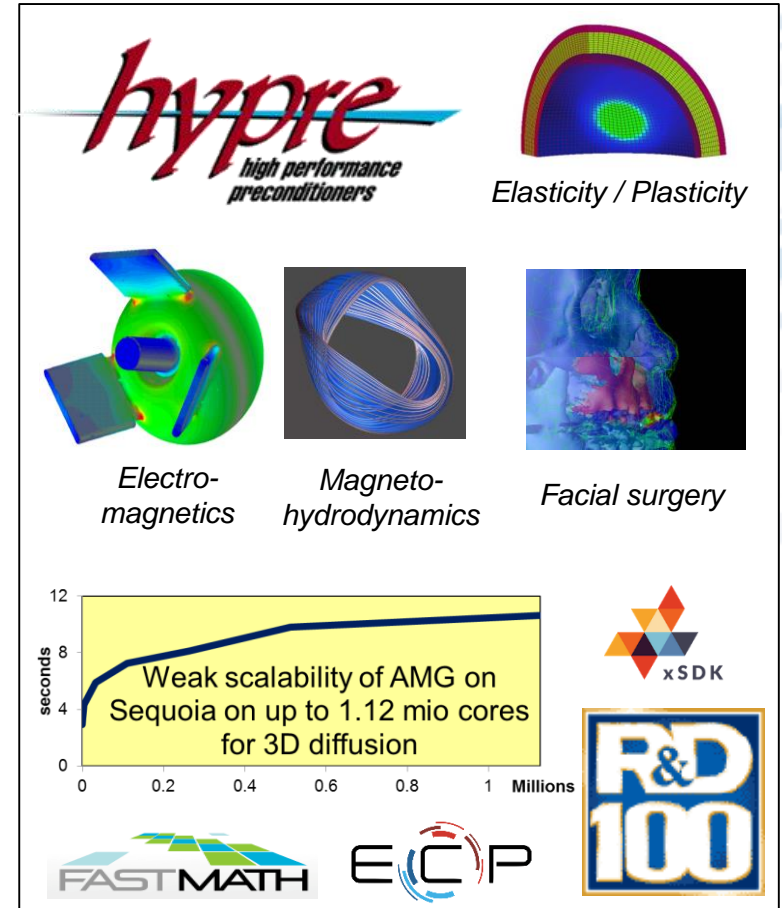 hypre
high performance
preconditioners
Elasticity / Plasticity
Electro-
magnetics
Magneto-
hydrodynamics
Facial surgery
12
8
4
0
seconds
Weak scalability of AMG on
Sequoia on up to 1.12 mio cores
for 3D diffusion
0 0.2 0.4 0.6 0.8 1 Millions
xSDK
R&D
100
FASTMATH
ECP